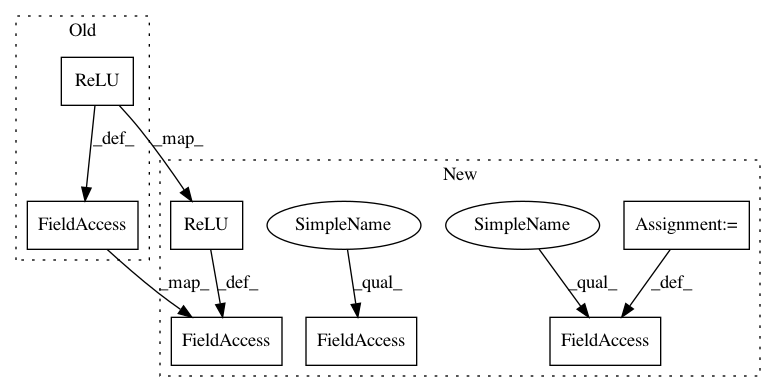 Old
ReLU
_def_
_map_
New
FieldAccess
ReLU
SimpleName
SimpleName
Assignment:=
_map_
_def_
_qual_
_qual_
_def_
FieldAccess
FieldAccess
FieldAccess